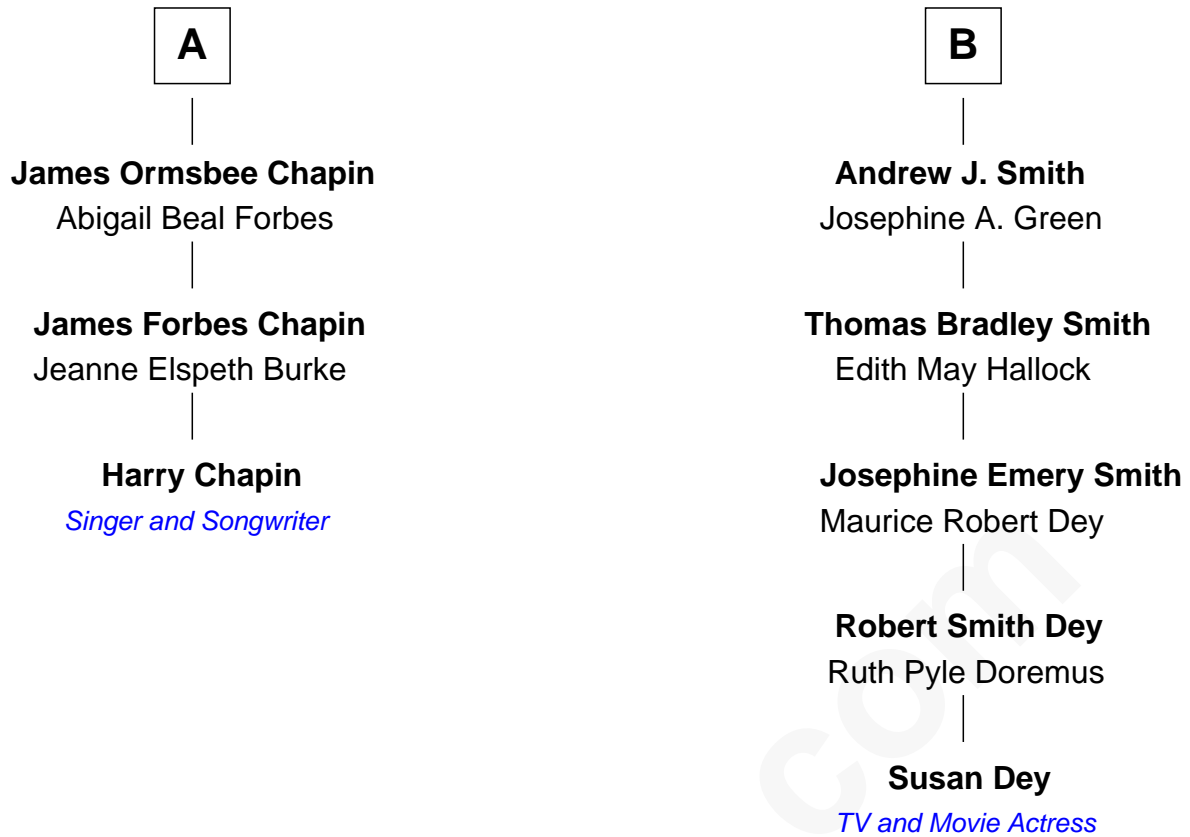 A
James Ormsbee Chapin
Abigail Beal Forbes
James Forbes Chapin
Jeanne Elspeth Burke
Harry Chapin
Singer and Songwriter
B
Andrew J. Smith
Josephine A. Green
Thomas Bradley Smith
Edith May Hallock
Josephine Emery Smith
Maurice Robert Dey
Robert Smith Dey
Ruth Pyle Doremus
Susan Dey
TV and Movie Actress
com